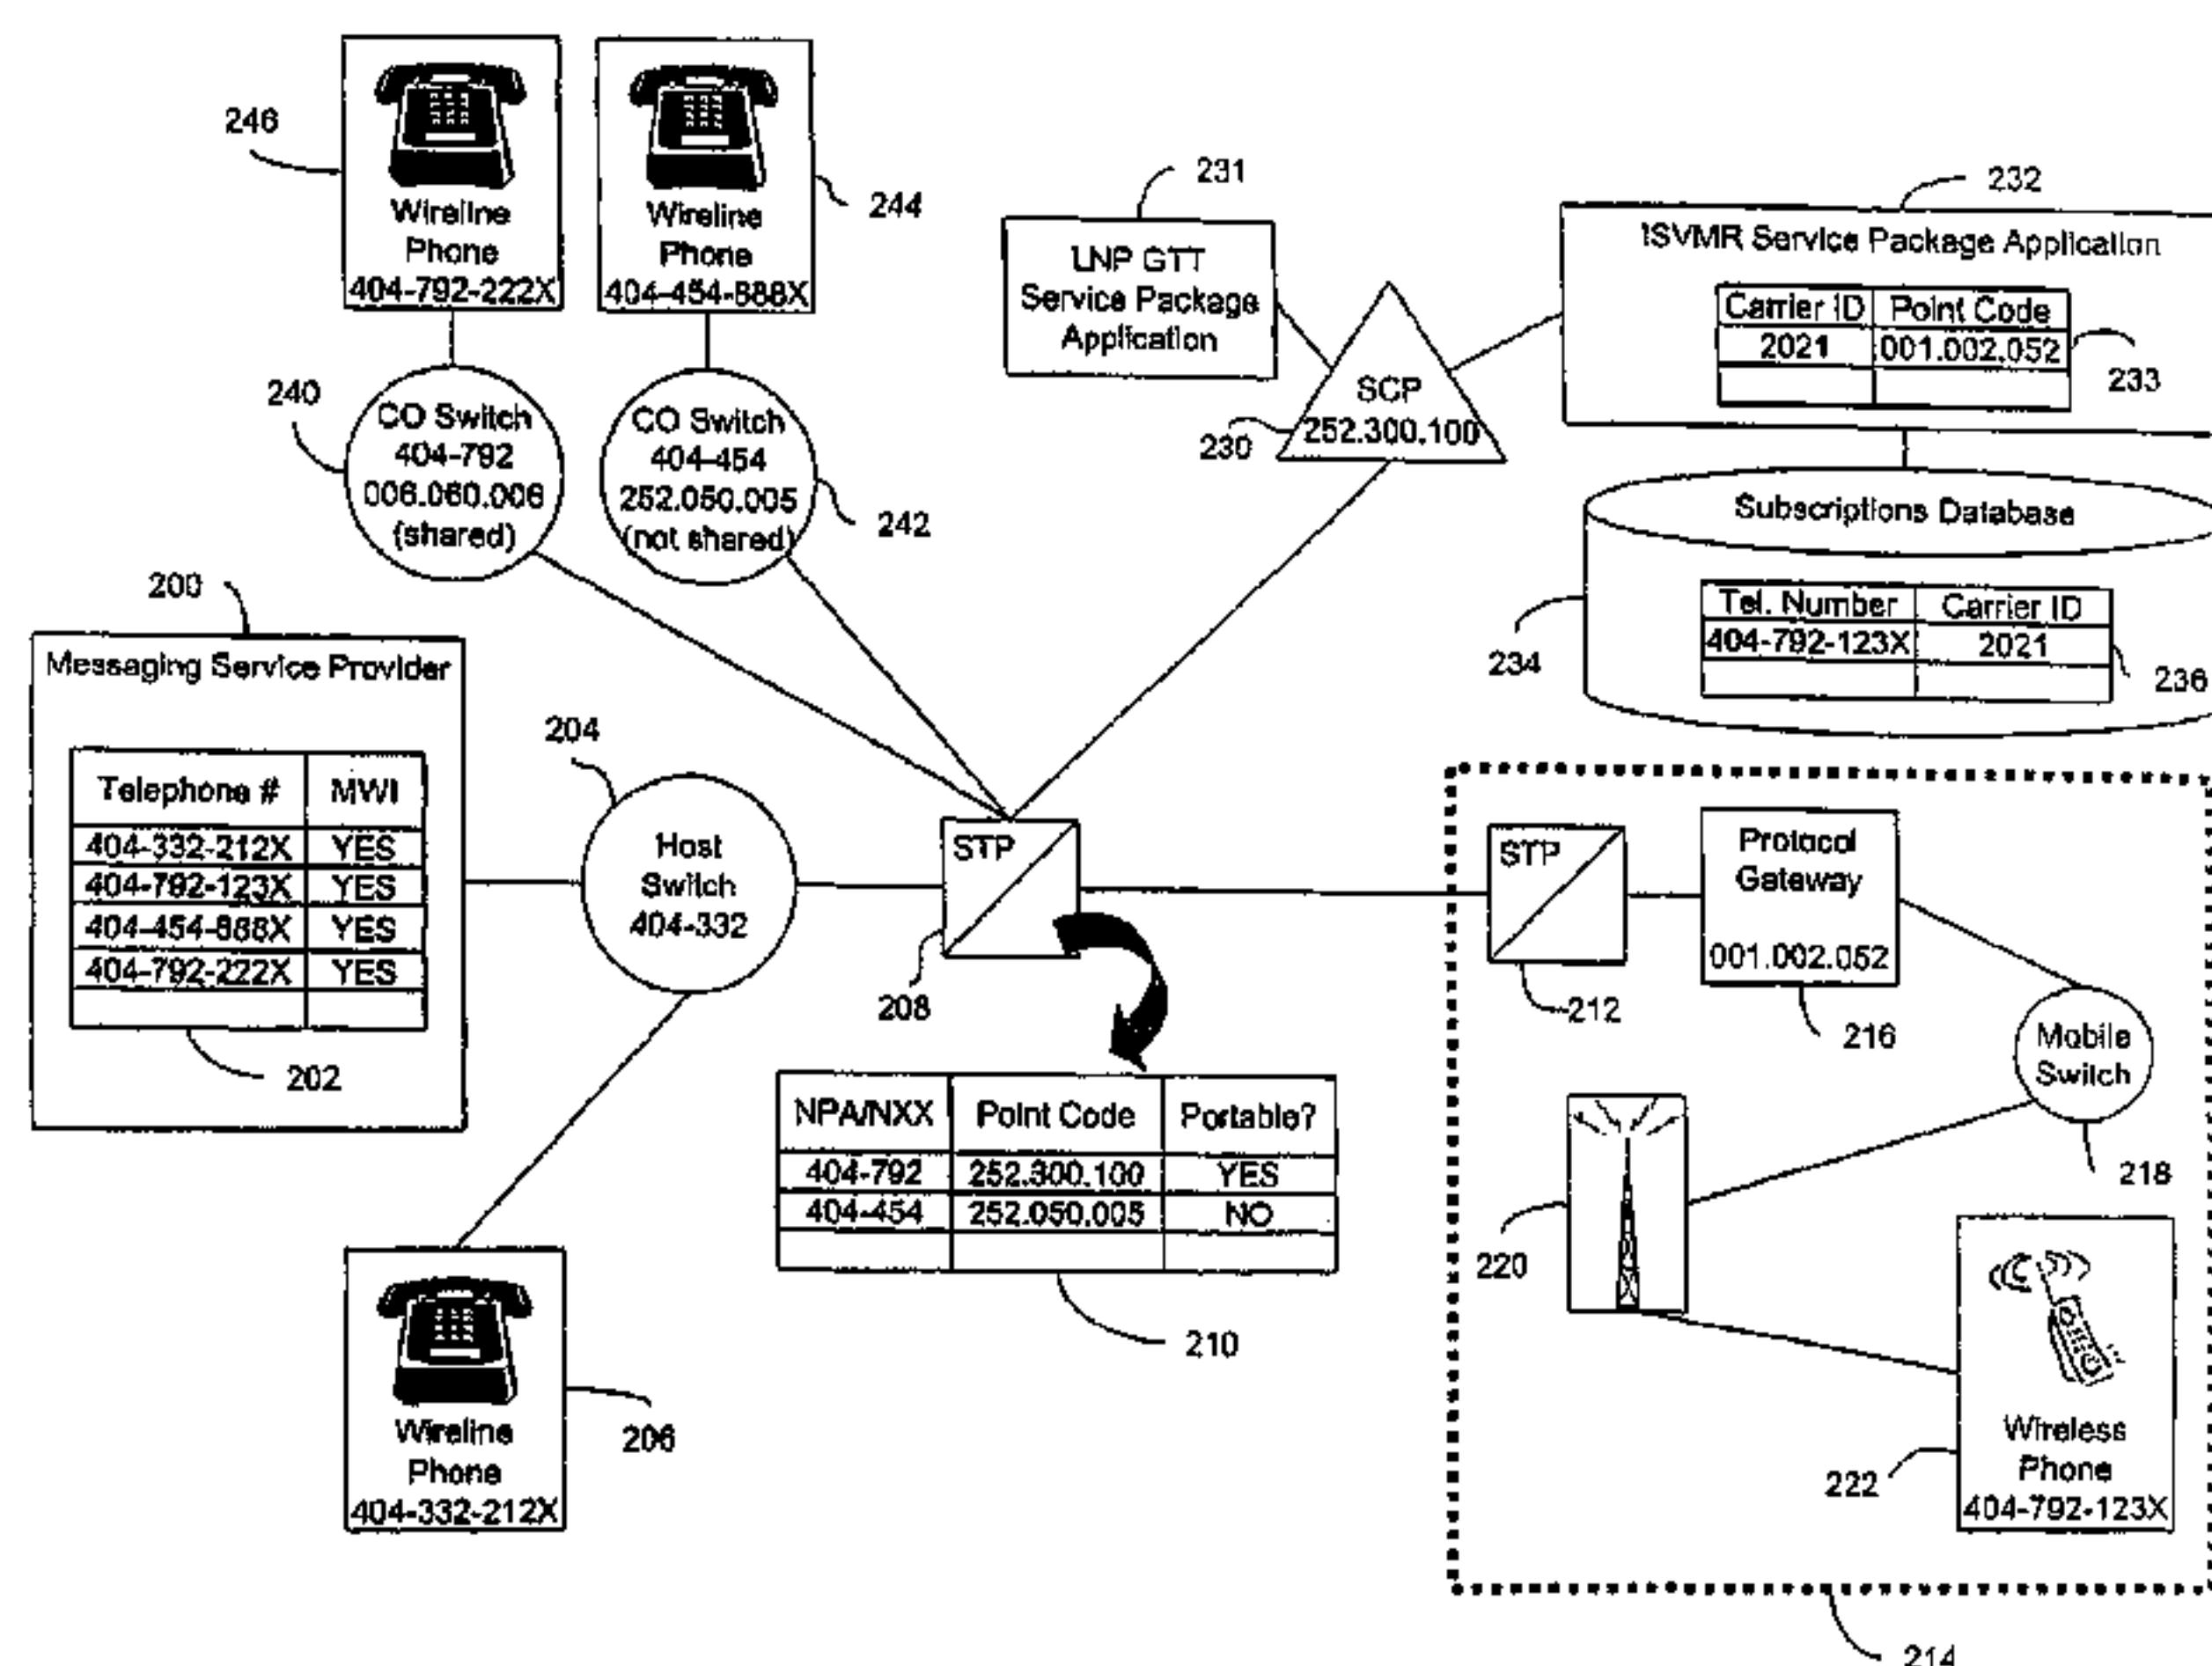 246
Wireline
Phone
404-792-222X
Wireline
Phone
404-454-888X
244
231
LNP GTT
Service Package
Application
232
ISVMR Service Package Application
Carrier ID Point Code
2021 001.002.052
233
SCP
252.300.100
230
240
CO Switch
404-792
006.060.006
(shared)
CO Switch
404-454
252.050.005
(not shared)
242
Subscriptions Database
Tel. Number Carrier ID
404-792-123X 2021
234
236
200
Messaging Service Provider
Telephone # MWI
404-332-212X YES
404-792-123X YES
404-454-888X YES
404-792-222X YES
202
204
Host
Switch
404-332
STP
208
NPA/NXX Point Code Portable?
404-792 252.300.100 YES
404-454 252.050.005 NO
210
Wireline
Phone
404-332-212X
206
STP
212
Protocol
Gateway
001.002.052
216
Mobile
Switch
218
220
Wireless
Phone
404-792-123X
222
214